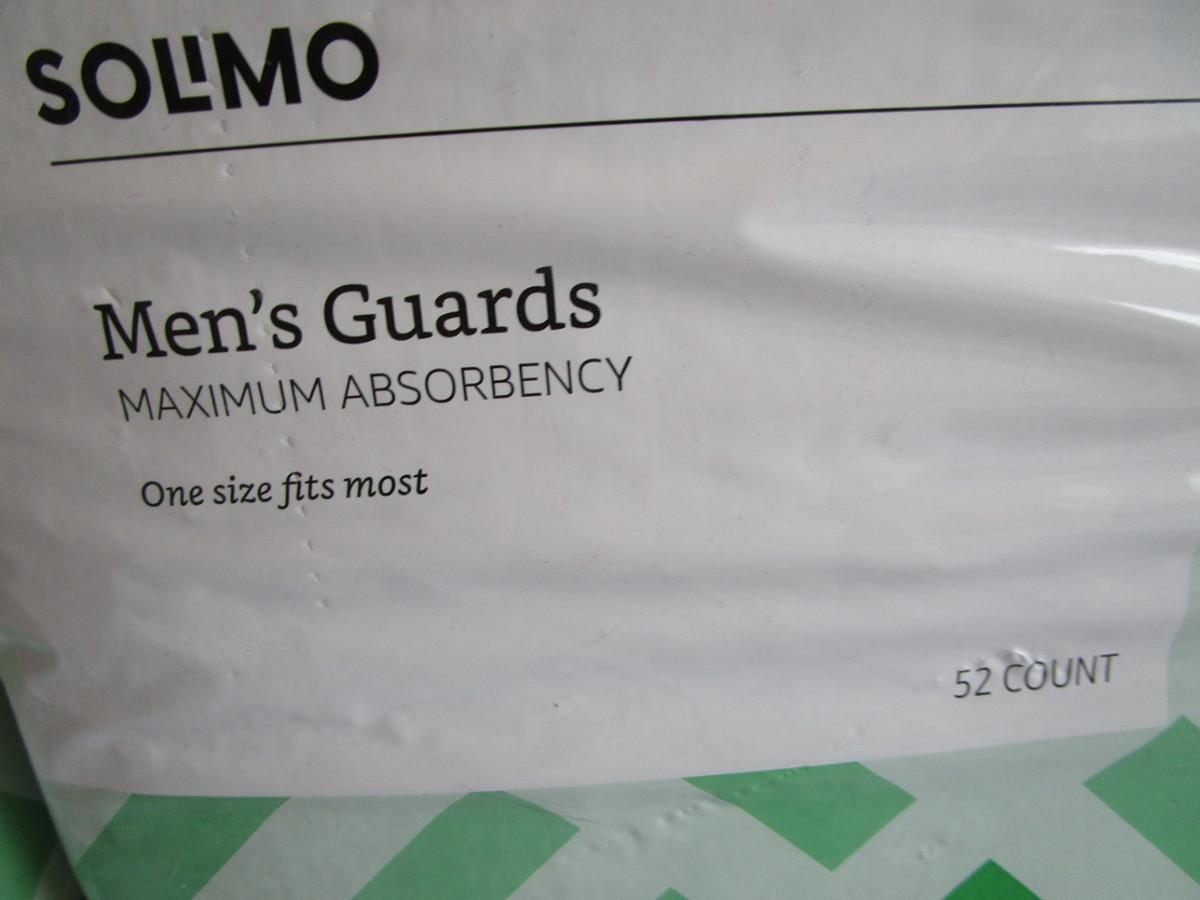 SOLIMO
Men's Guards
MAXIMUM ABSORBENCY
One size fits most
52 COUNT